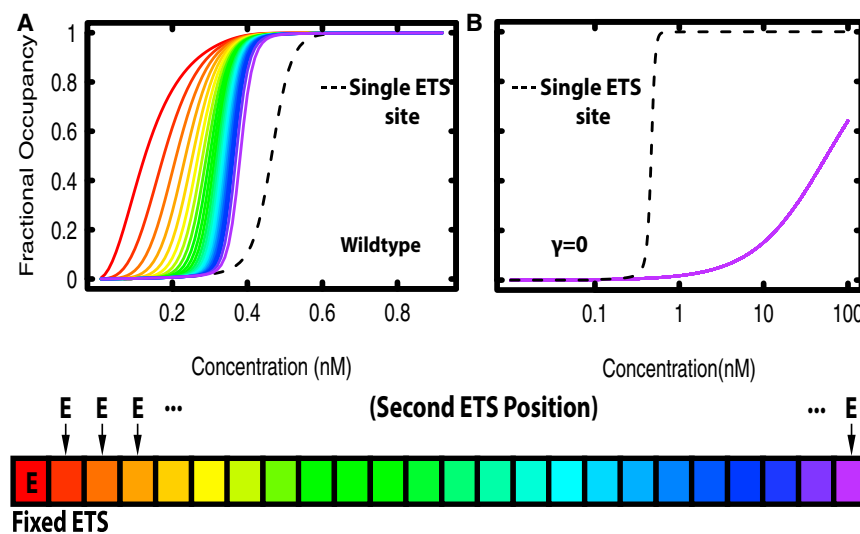 A
B
1
0.8
0.6
0.4
0.2
0
Fractional Occupancy
Single ETS
site
Wildtype
0.2 0.4 0.6 0.8
Concentration (nM)
Single ETS
site
γ=0
0.1 1 10 100
Concentration(nM)
E E E ... (Second ETS Position) ... E
E
Fixed ETS